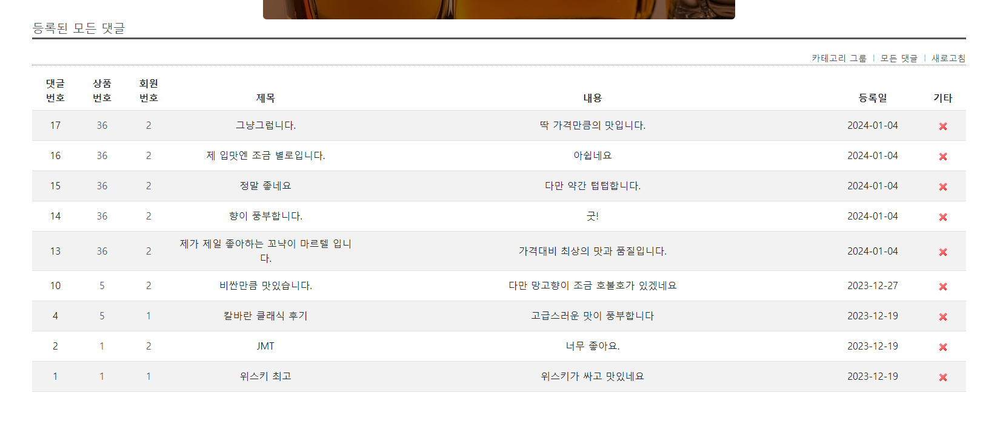 등록된 모든 댓글
카테고리 그룹 | 모든 댓글 | 새로고침
댓글 번호 상품 번호 회원 번호 제목 내용 등록일 기타
17 36 2 그냥그럽니다. 딱 가격만큼의 맛입니다. 2024-01-04
16 36 2 제 입맛엔 조금 별로입니다. 아쉽네요 2024-01-04
15 36 2 정말 좋네요 다만 약간 텁텁합니다. 2024-01-04
14 36 2 향이 풍부합니다. 굿! 2024-01-04
13 36 2 제가 제일 좋아하는 꼬냑이 마르텔 입니다. 가격대비 최상의 맛과 품질입니다. 2024-01-04
10 5 2 비싼만큼 맛있습니다. 다만 망고향이 조금 호불호가 있겠네요 2023-12-27
4 5 1 칼바란 클래식 후기 고급스러운 맛이 풍부합니다 2023-12-19
2 1 2 JMT 너무 좋아요. 2023-12-19
1 1 1 위스키 최고 위스키가 싸고 맛있네요 2023-12-19